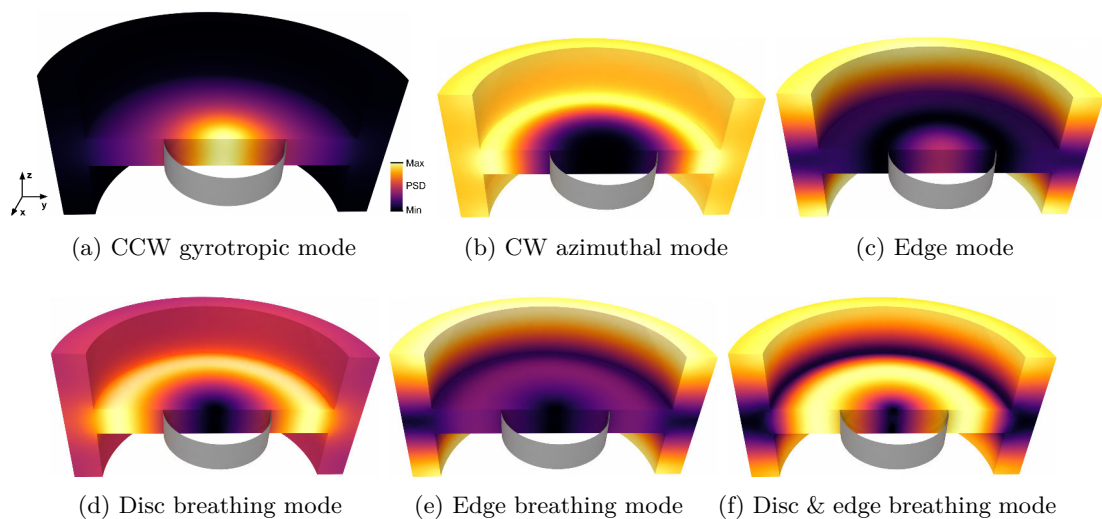 Max
PSD
Min
z
y
x
(a) CCW gyrotropic mode
(b) CW azimuthal mode
(c) Edge mode
(d) Disc breathing mode
(e) Edge breathing mode
(f) Disc & edge breathing mode